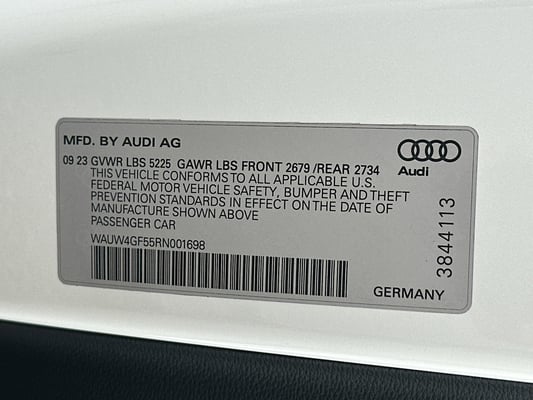 MFD. BY AUDI AG
Audi
09 23 GVWR LBS 5225 GAWR LBS FRONT 2679 /REAR 2734
THIS VEHICLE CONFORMS TO ALL APPLICABLE U.S.
FEDERAL MOTOR VEHICLE SAFETY, BUMPER AND THEFT
PREVENTION STANDARDS IN EFFECT ON THE DATE OF
MANUFACTURE SHOWN ABOVE
PASSENGER CAR
WAUW4GF55RN001698
3844113
GERMANY